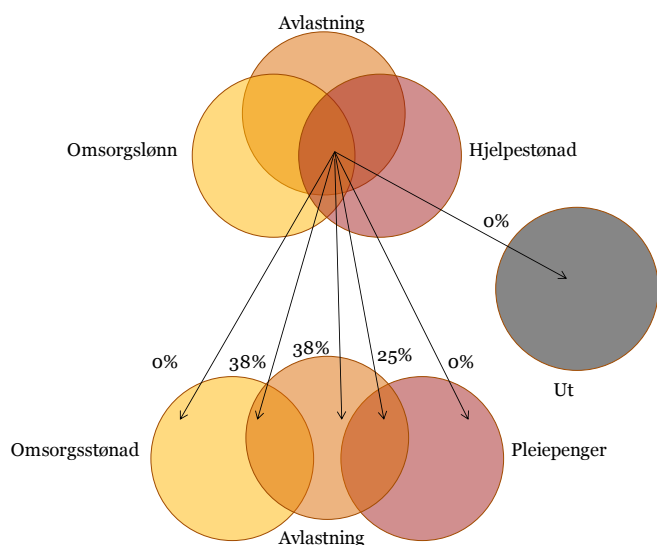 Avlastning
Omsorgslønn
Hjelpestønad
0%
0%
38%
38%
25%
0%
Ut
Omsorgsstønad
Pleiepenger
Avlastning